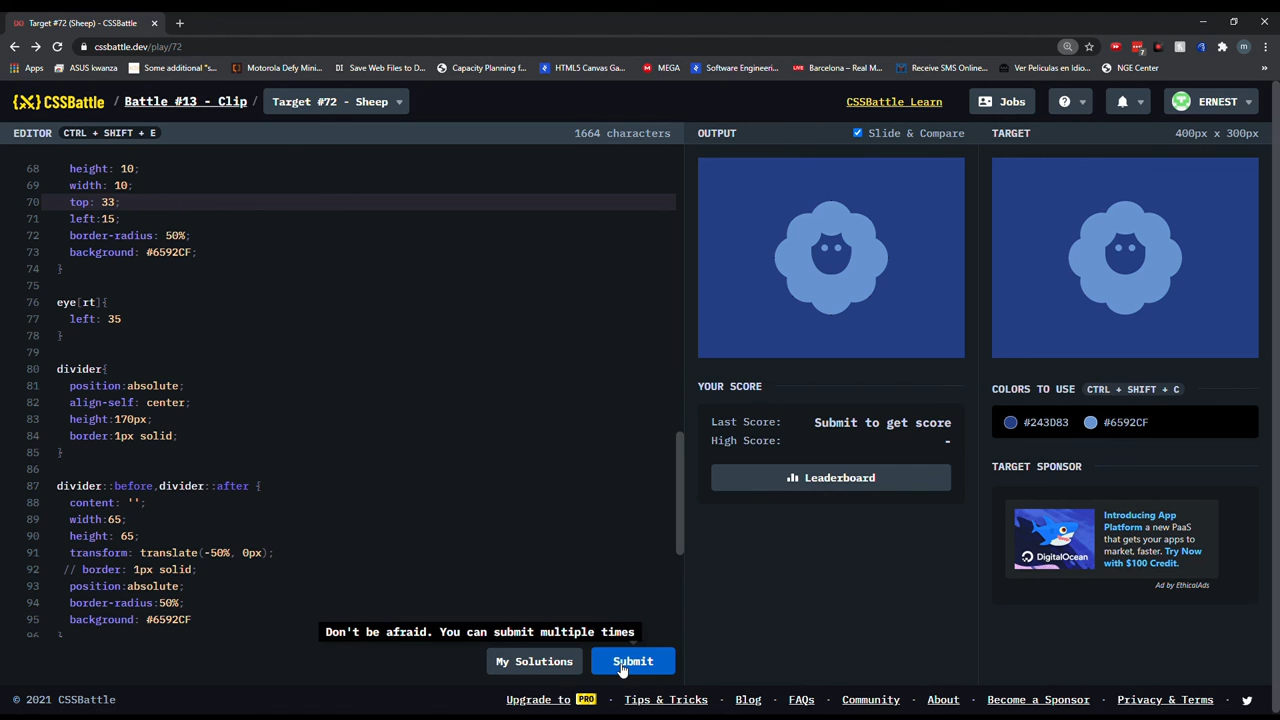 Target #72 (Sheep) - CSSBattle
cssbattle.dev/play/72
7
m
Apps
ASUS kwanza
Some additional "s...
Motorola Defy Mini...
DI Save Web Files to D...
Capacity Planning f...
HTML5 Canvas Ga...
MEGA
Software Engineeri...
LIVE Barcelona – Real M...
Receive SMS Online...
Ver Peliculas en Idio...
NGE Center
»
{X} CSSBattle / Battle #13 - Clip / Target #72 - Sheep
CSSBattle Learn
Jobs
ERNEST
EDITOR CTRL + SHIFT + E
1664 characters
OUTPUT
Slide & Compare
TARGET
400px x 300px
68 height: 10;
69 width: 10;
70 top: 33;
71 left:15;
72 border-radius: 50%;
73 background: #6592CF;
74 }
75
76 eye[rt]{
77 left: 35
78 }
79
80 divider{
81 position:absolute;
82 align-self: center;
83 height:170px;
84 border:1px solid;
85 }
86
87 divider::before,divider::after {
88 content: '';
89 width:65;
90 height: 65;
91 transform: translate(-50%, 0px);
92 // border: 1px solid;
93 position:absolute;
94 border-radius:50%;
95 background: #6592CF
96 }
YOUR SCORE
Last Score: Submit to get score
High Score: -
Leaderboard
COLORS TO USE CTRL + SHIFT + C
#243D83 #6592CF
TARGET SPONSOR
DigitalOcean
Introducing App
Platform a new PaaS
that gets your apps to
market, faster. Try Now
with $100 Credit.
Ad by EthicalAds
Don't be afraid. You can submit multiple times
My Solutions
Submit
© 2021 CSSBattle
Upgrade to PRO · Tips & Tricks · Blog · FAQs · Community · About · Become a Sponsor · Privacy & Terms ·